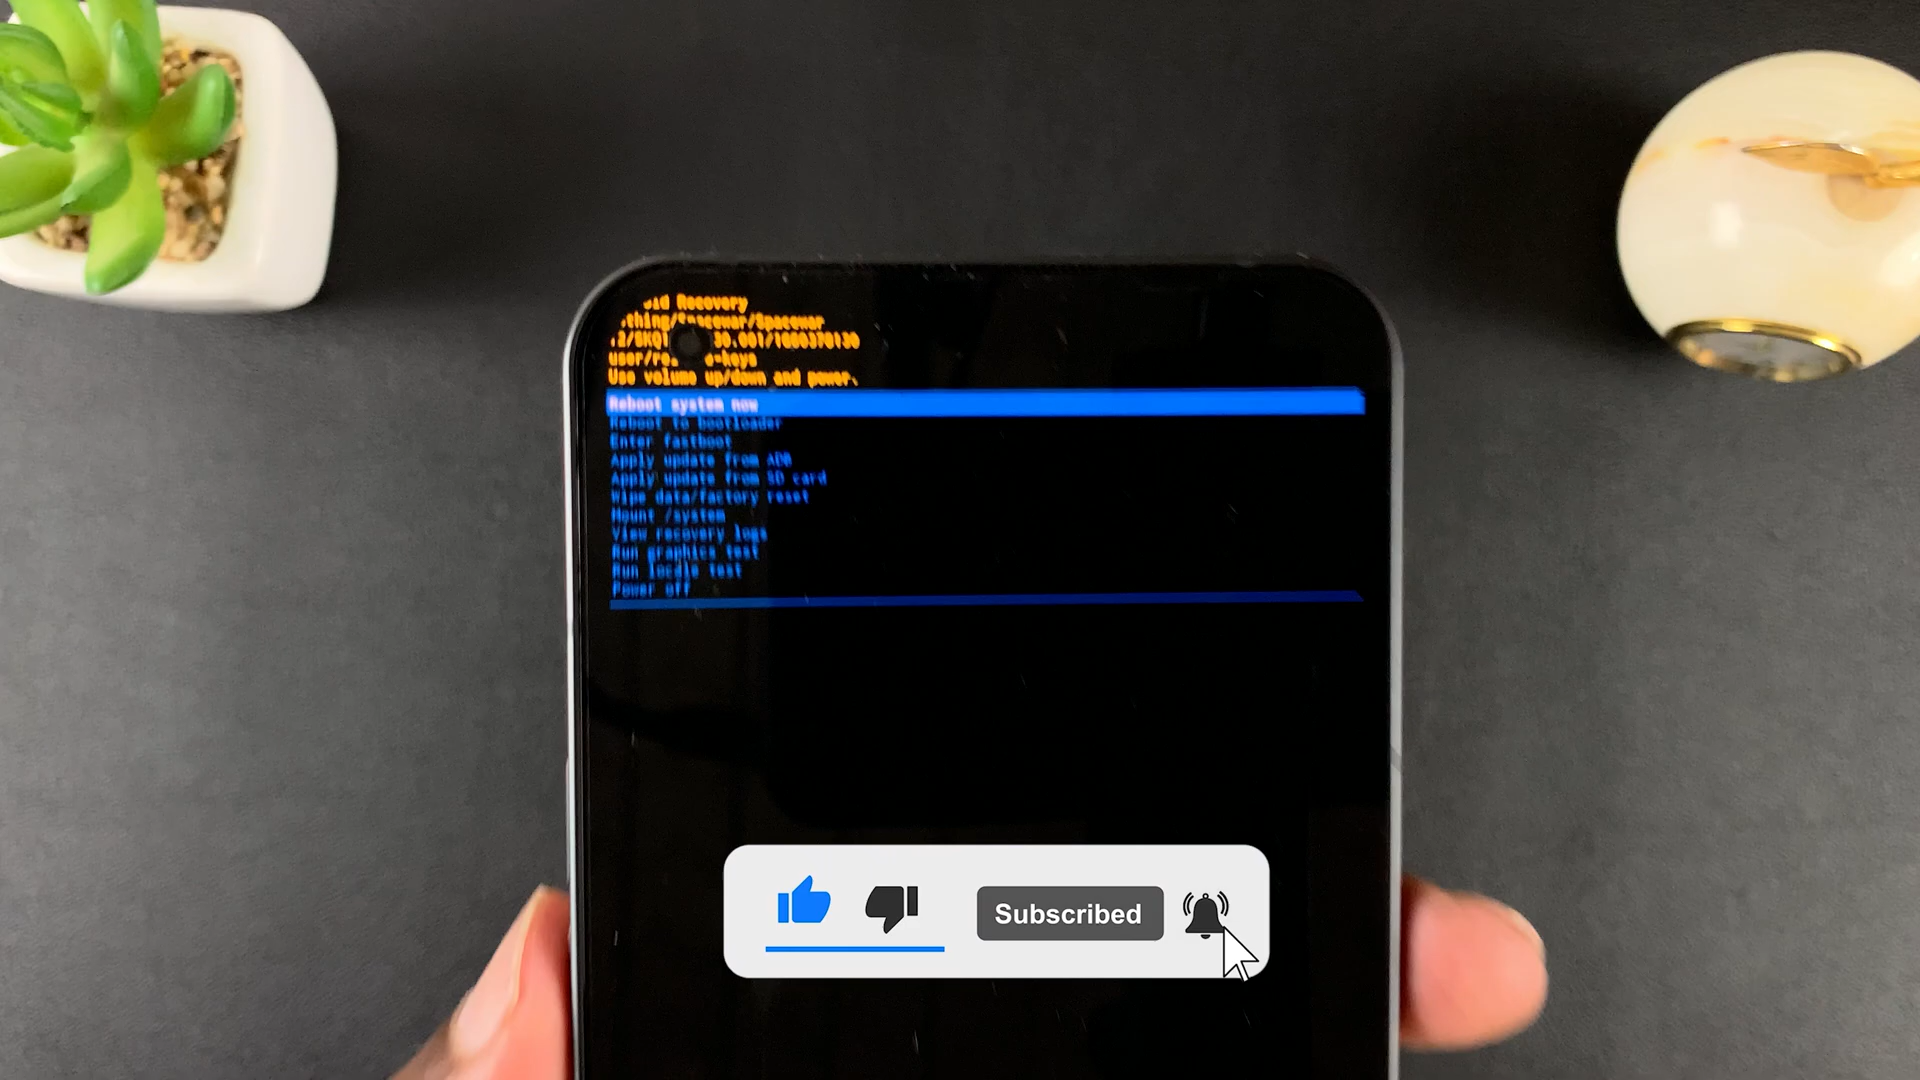 Recovery
user/re
Use volume up/down and power.
Reboot system now
Reboot to bootloader
Enter fastboot
Apply update from ADB
Apply update from SD card
Wipe data/factory reset
Mount /system
View recovery logs
Run graphics test
Run locale test
Power off
Subscribed